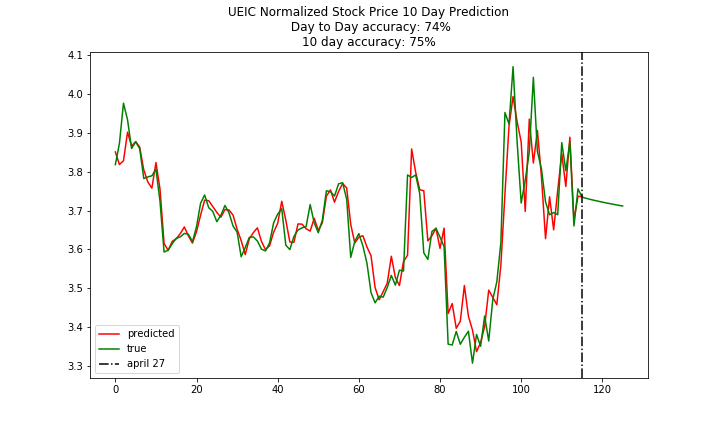 UEIC Normalized Stock Price 10 Day Prediction
Day to Day accuracy: 74%
10 day accuracy: 75%
4.1
4.0
3.9
3.8
3.7
3.6
3.5
3.4
3.3
predicted
true
april 27
0
20
40
60
80
100
120